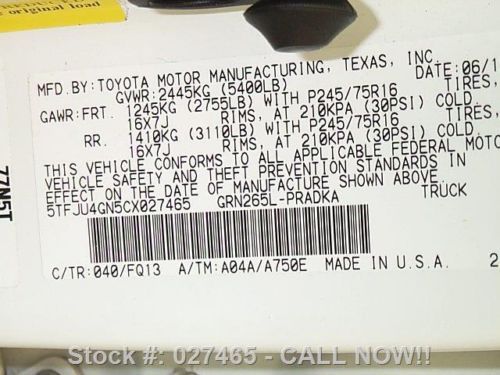 original load
MFD.BY:TOYOTA MOTOR MANUFACTURING, TEXAS, INC.
GVWR:2445KG (5400LB) DATE:06/1
GAWR:FRT. 1245KG (2755LB) WITH P245/75R16 TIRES,
16X7J RIMS, AT 210KPA (30PSI) COLD.
RR. 1410KG (3110LB) WITH P245/75R16 TIRES,
16X7J RIMS, AT 210KPA (30PSI) COLD.
THIS VEHICLE CONFORMS TO ALL APPLICABLE FEDERAL MOTO
VEHICLE SAFETY AND THEFT PREVENTION STANDARDS IN
EFFECT ON THE DATE OF MANUFACTURE SHOWN ABOVE.
5TFJU4GN5CX027465 GRN265L-PRADKA TRUCK
C/TR:040/FQ13 A/TM:A04A/A750E MADE IN U.S.A. 2
77N5T
Stock #: 027465 - CALL NOW!!